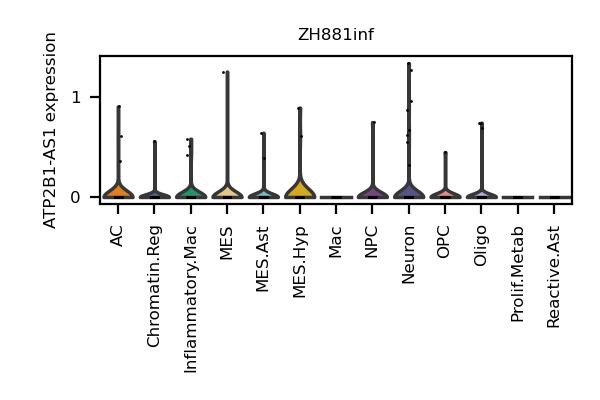 ZH881inf
ATP2B1-AS1 expression
1
0
AC
Chromatin.Reg
Inflammatory.Mac
MES
MES.Ast
MES.Hyp
Mac
NPC
Neuron
OPC
Oligo
Prolif.Metab
Reactive.Ast